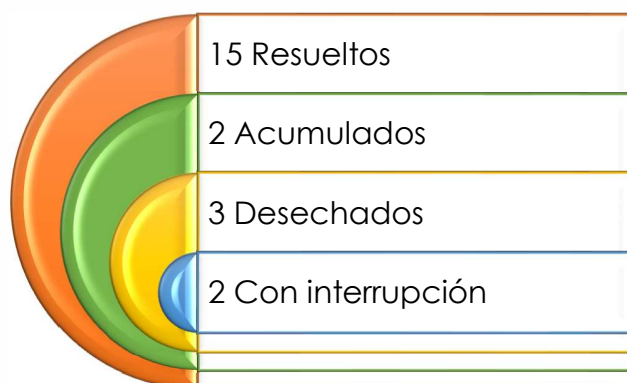 15 Resueltos
2 Acumulados
3 Desechados
2 Con interrupción